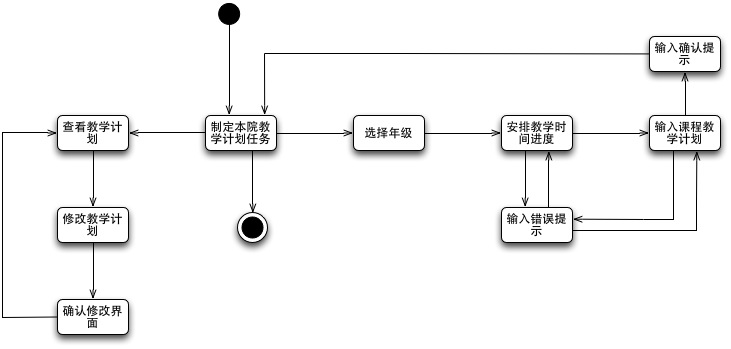 输入确认提
示
查看教学计
划
制定本院教
学计划任务
选择年级
安排教学时
间进度
输入课程教
学计划
修改教学计
划
输入错误提
示
确认修改界
面